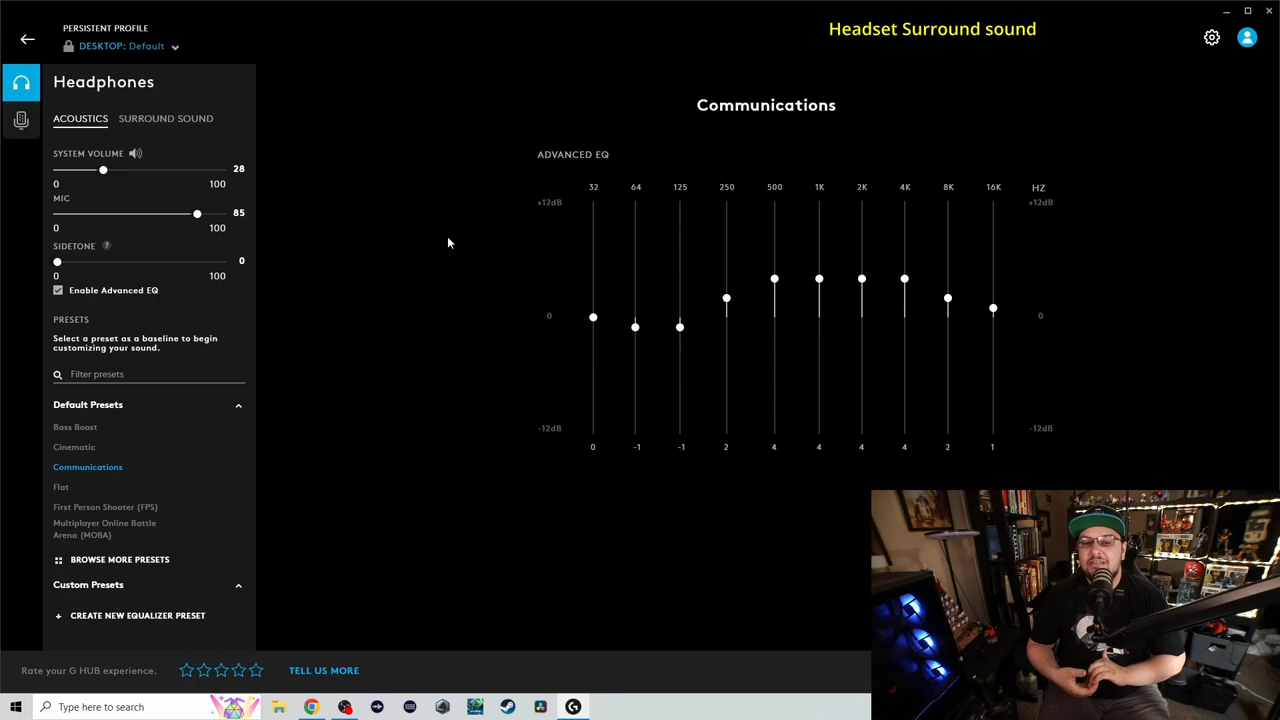 PERSISTENT PROFILE
DESKTOP: Default
Headset Surround sound
Headphones
ACOUSTICS SURROUND SOUND
SYSTEM VOLUME 28
0 100
MIC 85
0 100
SIDETONE ? 0
0 100
Enable Advanced EQ
PRESETS
Select a preset as a baseline to begin
customizing your sound.
Filter presets
Default Presets
Bass Boost
Cinematic
Communications
Flat
First Person Shooter (FPS)
Multiplayer Online Battle
Arena (MOBA)
BROWSE MORE PRESETS
Custom Presets
+ CREATE NEW EQUALIZER PRESET
Communications
ADVANCED EQ
32 64 125 250 500 1K 2K 4K 8K 16K HZ
+12dB +12dB
0 0
-12dB -12dB
0 -1 -1 2 4 4 4 4 2 1
Rate your G HUB experience. TELL US MORE
Type here to search